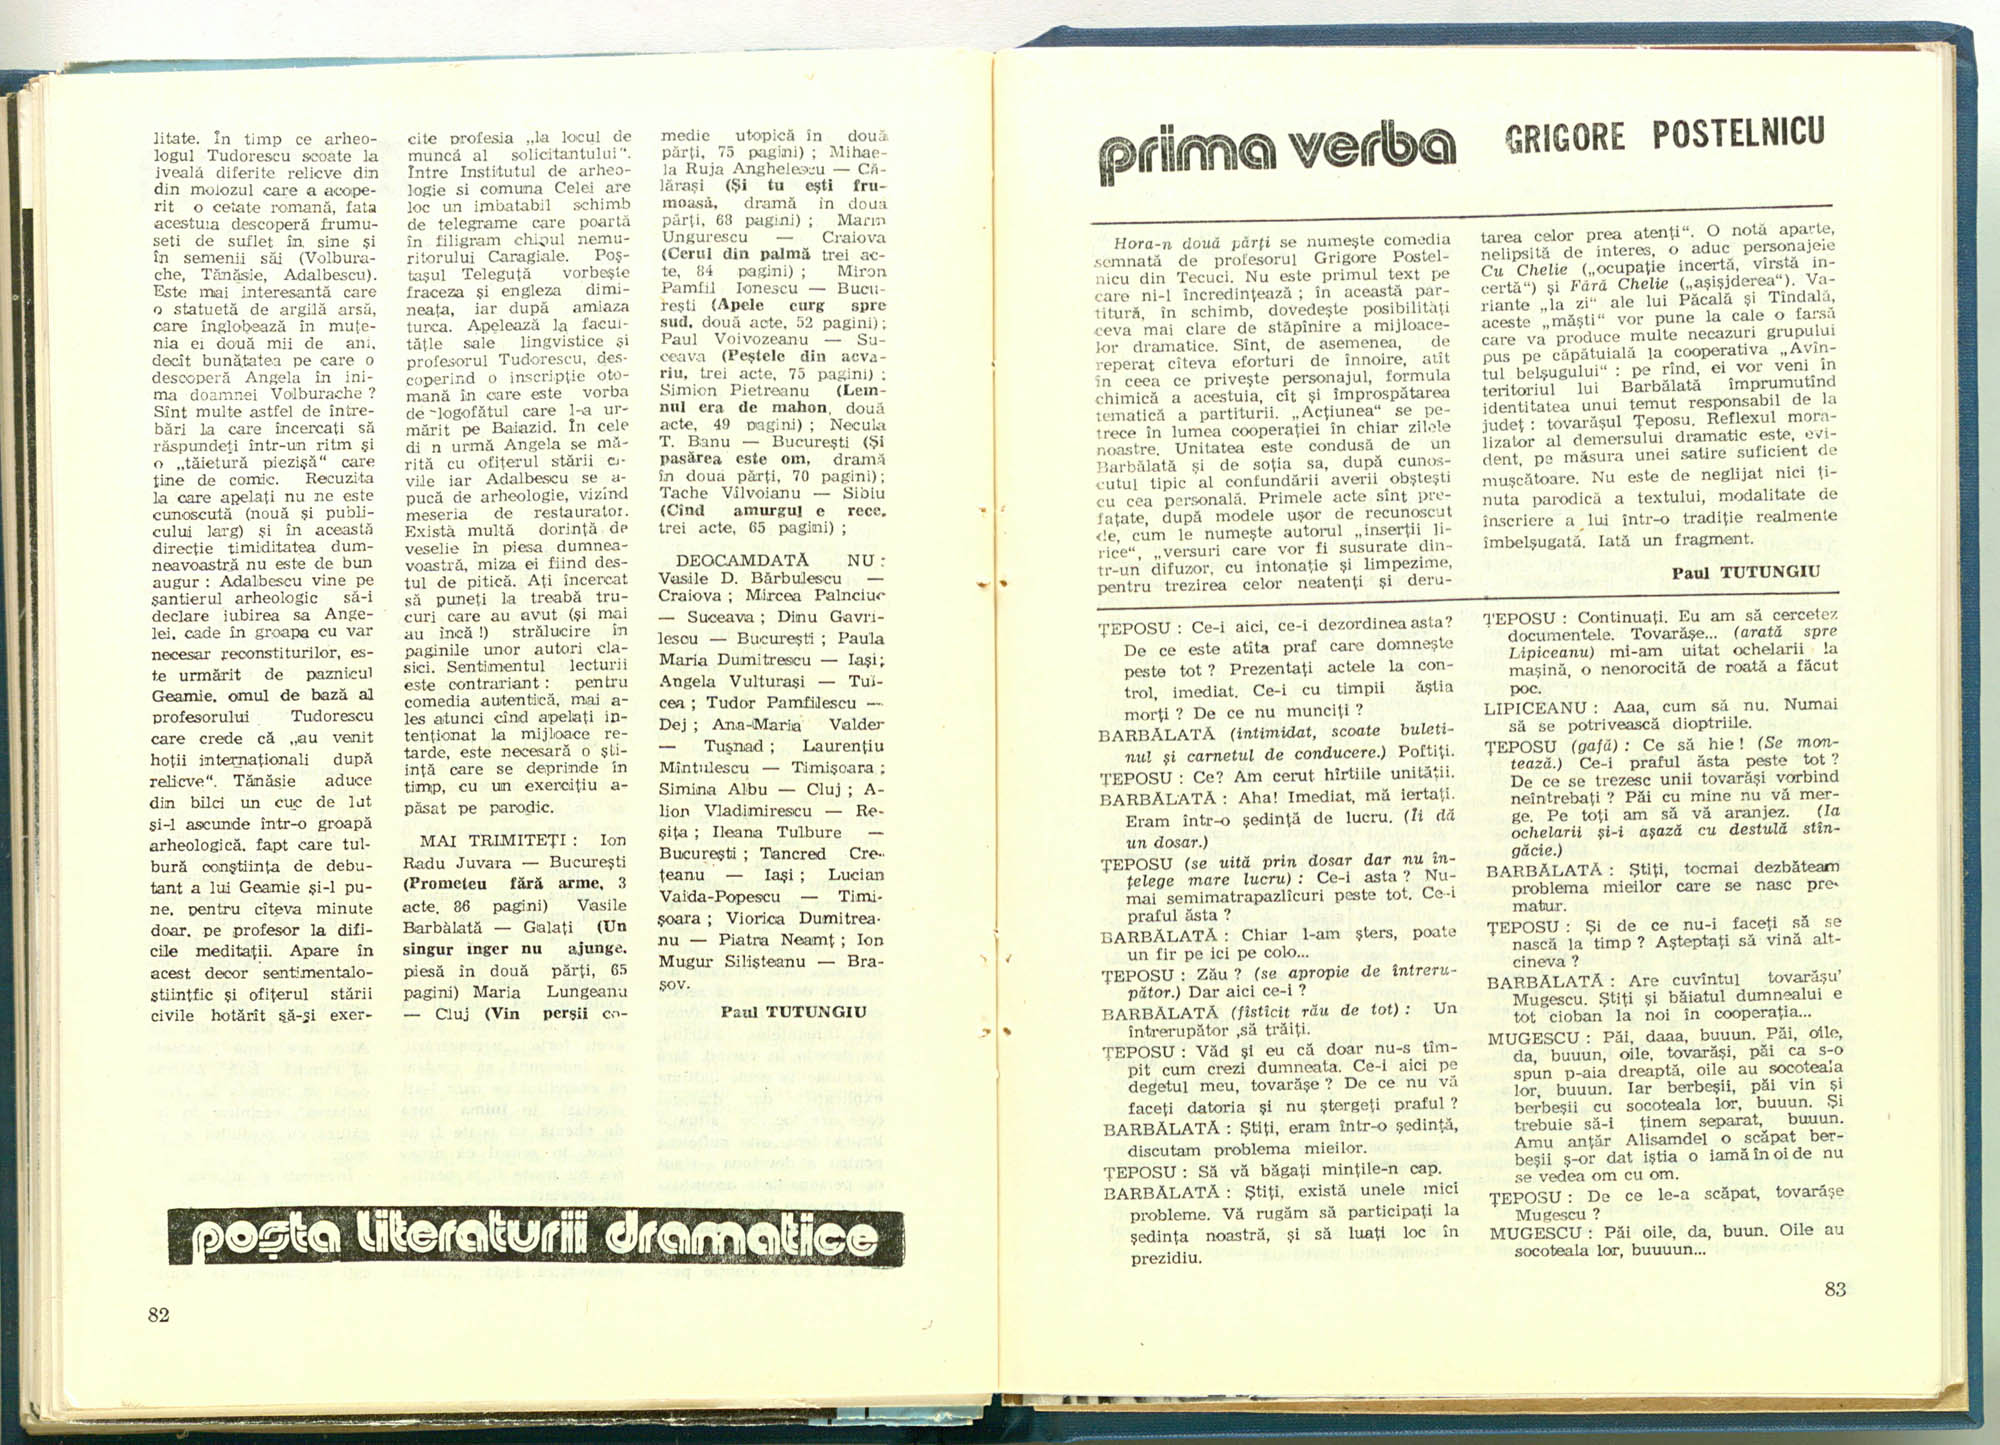 litate. În timp ce arheo-
logul Tudorescu scoate la
iveală diferite relicve din
din molozul care a acope-
rit o cetate romană, fata
acestuia descoperă frumu-
seti de suflet în sine și
în semenii săi (Volbura-
che, Tănăsie, Adalbescu).
Este mai interesantă care
o statuetă de argilă arsă,
care înglobează în muțe-
nia ei două mii de ani,
decît bunătatea pe care o
descoperă Angela în ini-
ma doamnei Volburache ?
Sînt multe astfel de între-
bări la care încercați să
răspundeți într-un ritm și
o „tăietură piezișă“ care
ține de comic. Recuzita
la care apelați nu ne este
cunoscută (nouă și publi-
cului larg) și în această
direcție timiditatea dum-
neavoastră nu este de bun
augur : Adalbescu vine pe
șantierul arheologic să-i
declare iubirea sa Ange-
lei, cade în groapa cu var
necesar reconstiturilor, es-
te urmărit de paznicul
Geamie, omul de bază al
profesorului Tudorescu
care crede că „au venit
hoții internaționali după
relicve“. Tănăsie aduce
din bîlci un cuc de lut
și-l ascunde într-o groapă
arheologică, fapt care tul-
bură conștiința de debu-
tant a lui Geamie și-l pu-
ne, pentru cîteva minute
doar, pe profesor la difi-
cile meditații. Apare în
acest decor sentimentalo-
științfic și ofițerul stării
civile hotărît să-și exer-
cite profesia „la locul de
muncă al solicitantului“.
Între Institutul de arheo-
logie si comuna Celei are
loc un imbatabil schimb
de telegrame care poartă
în filigram chipul nemu-
ritorului Caragiale. Poș-
tașul Teleguță vorbește
fraceza și engleza dimi-
neața, iar după amiaza
turca. Apelează la facul-
tățle sale lingvistice și
profesorul Tudorescu, des-
coperind o inscripție oto-
mană în care este vorba
de logofătul care l-a ur-
mărit pe Baiazid. În cele
di n urmă Angela se mă-
rită cu ofițerul stării ci-
vile iar Adalbescu se a-
pucă de arheologie, vizînd
meseria de restaurator.
Există multă dorință de
veselie în piesa dumnea-
voastră, miza ei fiind des-
tul de pitică. Ați încercat
să puneți la treabă tru-
curi care au avut (și mai
au încă !) strălucire în
paginile unor autori cla-
sici. Sentimentul lecturii
este contrariant : pentru
comedia autentică, mai a-
les atunci cînd apelați in-
tenționat la mijloace re-
tarde, este necesară o ști-
ință care se deprinde în
timp, cu un exercițiu a-
păsat pe parodic.
MAI TRIMITEȚI : Ion
Radu Juvara — București
(Prometeu fără arme, 3
acte, 86 pagini) Vasile
Barbălată — Galați (Un
singur înger nu ajunge,
piesă în două părți, 65
pagini) Maria Lungeanu
— Cluj (Vin perșii co-
medie utopică în două
părți, 75 pagini) ; Mihae-
la Ruja Anghelescu — Că-
lărași (Și tu ești fru-
moasă, dramă în două
părți, 68 pagini) ; Marin
Ungurescu — Craiova
(Cerul din palmă trei ac-
te, 84 pagini) ; Miron
Pamfil Ionescu — Bucu-
rești (Apele curg spre
sud, două acte, 52 pagini) ;
Paul Voivozeanu — Su-
ceava (Peștele din acva-
riu, trei acte, 75 pagini) ;
Simion Pietreanu (Lem-
nul era de mahon, două
acte, 49 pagini) ; Necula
T. Banu — București (Și
pasărea este om, dramă
în două părți, 70 pagini) ;
Tache Vîlvoianu — Sibiu
(Cînd amurgul e rece,
trei acte, 65 pagini) ;
DEOCAMDATĂ NU :
Vasile D. Bărbulescu —
Craiova ; Mircea Palnciuc
— Suceava ; Dinu Gavri-
lescu — București ; Paula
Maria Dumitrescu — Iași ;
Angela Vulturași — Tul-
cea ; Tudor Pamfilescu —
Dej ; Ana-Maria Valder
— Tușnad ; Laurențiu
Mîntulescu — Timișoara ;
Simina Albu — Cluj ; A-
lion Vladimirescu — Re-
șița ; Ileana Tulbure —
București ; Tancred Cre-
țeanu — Iași ; Lucian
Vaida-Popescu — Timi-
șoara ; Viorica Dumitrea-
nu — Piatra Neamț ; Ion
Mugur Silișteanu — Bra-
șov.
Paul TUTUNGIU
poșta literaturii dramatice
82
prima verba GRIGORE POSTELNICU
Hora-n două părți se numește comedia
semnată de profesorul Grigore Postel-
nicu din Tecuci. Nu este primul text pe
care ni-l încredințează ; în această par-
titură, în schimb, dovedește posibilități
ceva mai clare de stăpînire a mijloace-
lor dramatice. Sînt, de asemenea, de
reperat cîteva eforturi de înnoire, atît
în ceea ce privește personajul, formula
chimică a acestuia, cît și împrospătarea
tematică a partiturii. „Acțiunea“ se pe-
trece în lumea cooperației în chiar zilele
noastre. Unitatea este condusă de un
Barbălată și de soția sa, după cunos-
cutul tipic al confundării averii obștești
cu cea personală. Primele acte sînt pre-
fațate, după modele ușor de recunoscut
de, cum le numește autorul „inserții li-
rice“, „versuri care vor fi susurate din-
tr-un difuzor, cu intonație și limpezime,
pentru trezirea celor neatenți și deru-
tarea celor prea atenți“. O notă aparte,
nelipsită de interes, o aduc personajele
Cu Chelie („ocupație incertă, vîrstă in-
certă“) și Fără Chelie („așișjderea“). Va-
riante „la zi“ ale lui Păcală și Tîndală,
aceste „măști“ vor pune la cale o farsă
care va produce multe necazuri grupului
pus pe căpătuială la cooperativa „Avîn-
tul belșugului“ : pe rînd, ei vor veni în
teritoriul lui Barbălată împrumutînd
identitatea unui temut responsabil de la
județ : tovarășul Țeposu. Reflexul mora-
lizator al demersului dramatic este, evi-
dent, pe măsura unei satire suficient de
mușcătoare. Nu este de neglijat nici ți-
nuta parodică a textului, modalitate de
înscriere a lui într-o tradiție realmente
îmbelșugată. Iată un fragment.
Paul TUTUNGIU
ȚEPOSU : Ce-i aici, ce-i dezordinea asta?
De ce este atîta praf care domnește
peste tot ? Prezentați actele la con-
trol, imediat. Ce-i cu timpii ăștia
morți ? De ce nu munciți ?
BARBĂLATĂ (intimidat, scoate buleti-
nul și carnetul de conducere.) Poftiți.
ȚEPOSU : Ce? Am cerut hîrtiile unității.
BARBĂLATĂ : Aha! Imediat, mă iertați.
Eram într-o ședință de lucru. (Îi dă
un dosar.)
ȚEPOSU (se uită prin dosar dar nu în-
țelege mare lucru) : Ce-i asta ? Nu-
mai semimatrapazlîcuri peste tot. Ce-i
praful ăsta ?
BARBĂLATĂ : Chiar l-am șters, poate
un fir pe ici pe colo...
ȚEPOSU : Zău ? (se apropie de întreru-
pător.) Dar aici ce-i ?
BARBĂLATĂ (fîstîcit rău de tot) : Un
întrerupător ,să trăiți.
ȚEPOSU : Văd și eu că doar nu-s tîm-
pit cum crezi dumneata. Ce-i aici pe
degetul meu, tovarășe ? De ce nu vă
faceți datoria și nu ștergeți praful ?
BARBĂLATĂ : Știți, eram într-o ședință,
discutam problema mieilor.
ȚEPOSU : Să vă băgați mințile-n cap.
BARBĂLATĂ : Știți, există unele mici
probleme. Vă rugăm să participați la
ședința noastră, și să luați loc în
prezidiu.
ȚEPOSU : Continuați. Eu am să cercetez
documentele. Tovarășe... (arată spre
Lipiceanu) mi-am uitat ochelarii la
mașină, o nenorocită de roată a făcut
poc.
LIPICEANU : Aaa, cum să nu. Numai
să se potrivească dioptriile.
ȚEPOSU (gafă) : Ce să hie ! (Se mon-
tează.) Ce-i praful ăsta peste tot ?
De ce se trezesc unii tovarăși vorbind
neîntrebați ? Păi cu mine nu vă mer-
ge. Pe toți am să vă aranjez. (Ia
ochelarii și-i așază cu destulă stîn-
găcie.)
BARBĂLATĂ : Știți, tocmai dezbăteam
problema mieilor care se nasc pre-
matur.
ȚEPOSU : Și de ce nu-i faceți să se
nască la timp ? Așteptați să vină alt-
cineva ?
BARBĂLATĂ : Are cuvîntul tovarășu'
Mugescu. Știți și băiatul dumnealui e
tot cioban la noi în cooperația...
MUGESCU : Păi, daaa, buuun. Păi, oile,
da, buuun, oile, tovarăși, păi ca s-o
spun p-aia dreaptă, oile au socoteala
lor, buuun. Iar berbeșii, păi vin și
berbeșii cu socoteala lor, buuun. Și
trebuie să-i ținem separat, buuun.
Amu anțăr Alisamdel o scăpat ber-
beșii ș-or dat iștia o iamă în oi de nu
se vedea om cu om.
ȚEPOSU : De ce le-a scăpat, tovarășe
Mugescu ?
MUGESCU : Păi oile, da, buun. Oile au
socoteala lor, buuuun...
83